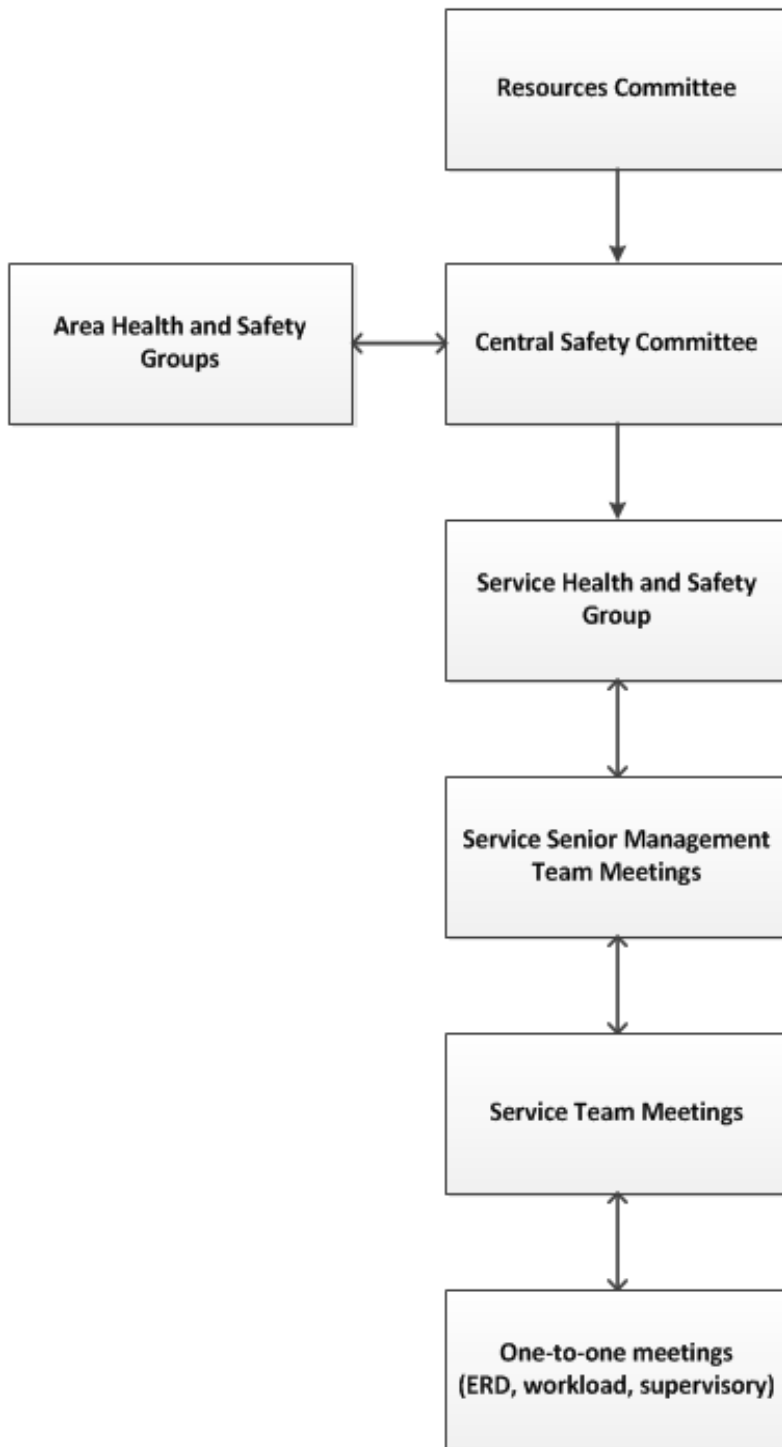 Resources Committee
Area Health and Safety
Groups
Central Safety Committee
Service Health and Safety
Group
Service Senior Management
Team Meetings
Service Team Meetings
One-to-one meetings
(ERD, workload, supervisory)